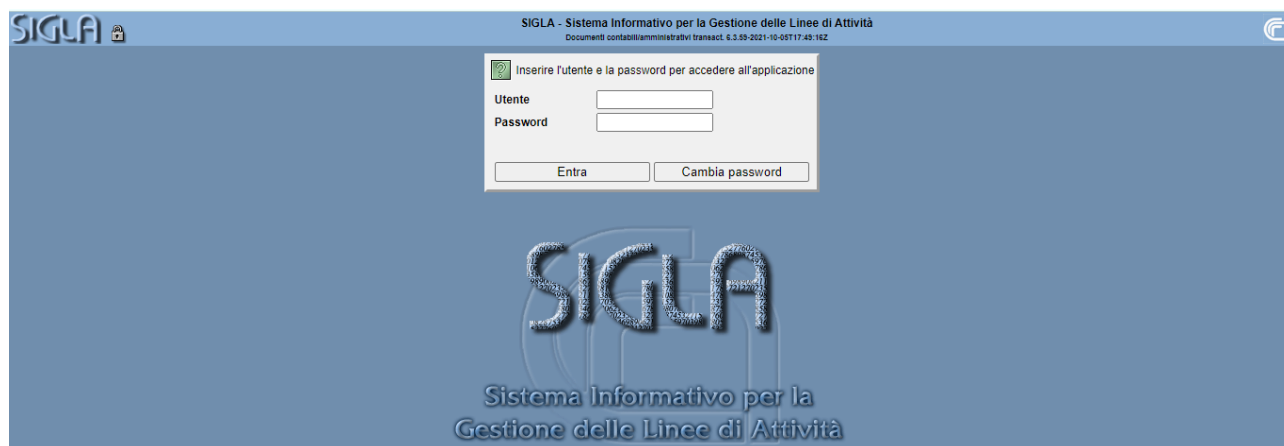 SIGLA
SIGLA - Sistema Informativo per la Gestione delle Linee di Attività
Documenti contabili/amministrativi transact. 6.3.59-2021-10-05T17:49:16Z
Inserire l'utente e la password per accedere all'applicazione
Utente
Password
Entra
Cambia password
SIGLA
Sistema Informativo per la
Gestione delle Linee di Attività